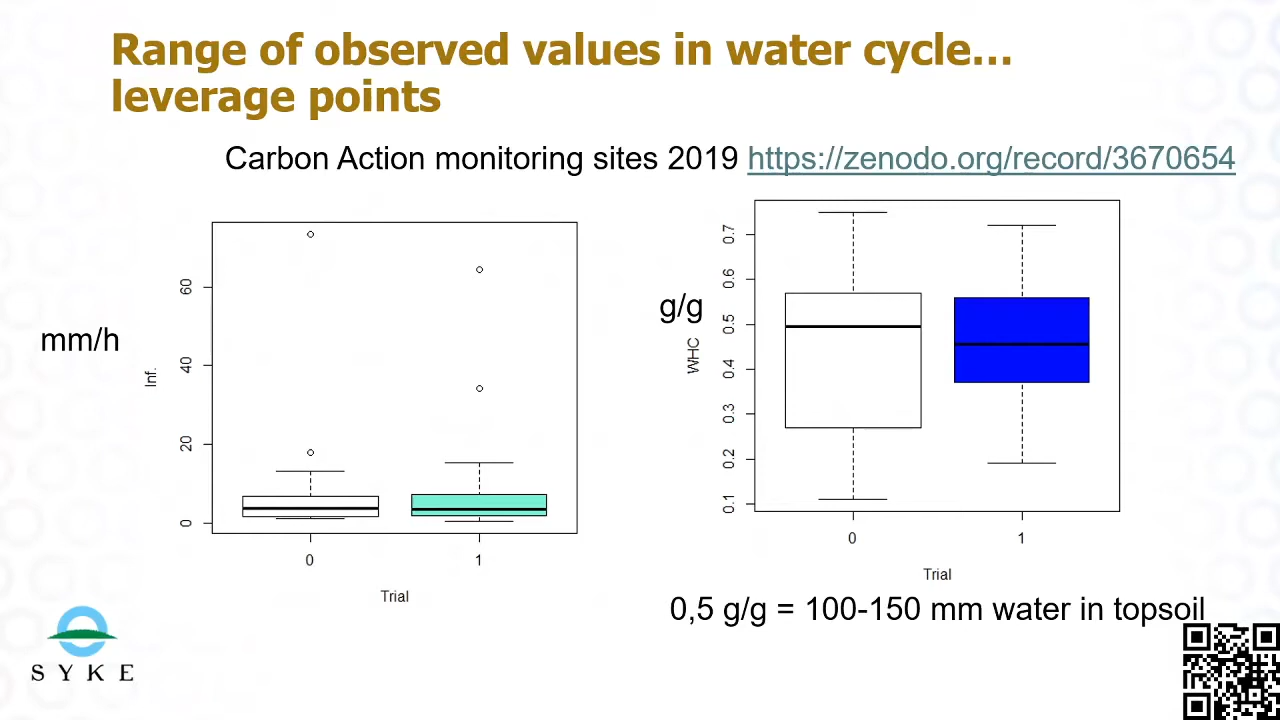 Range of observed values in water cycle…
leverage points
Carbon Action monitoring sites 2019 https://zenodo.org/record/3670654
mm/h
Inf.
60
40
20
0
0
1
Trial
g/g
WHC
0.7
0.6
0.5
0.4
0.3
0.2
0.1
0
1
Trial
0,5 g/g = 100-150 mm water in topsoil
SYKE